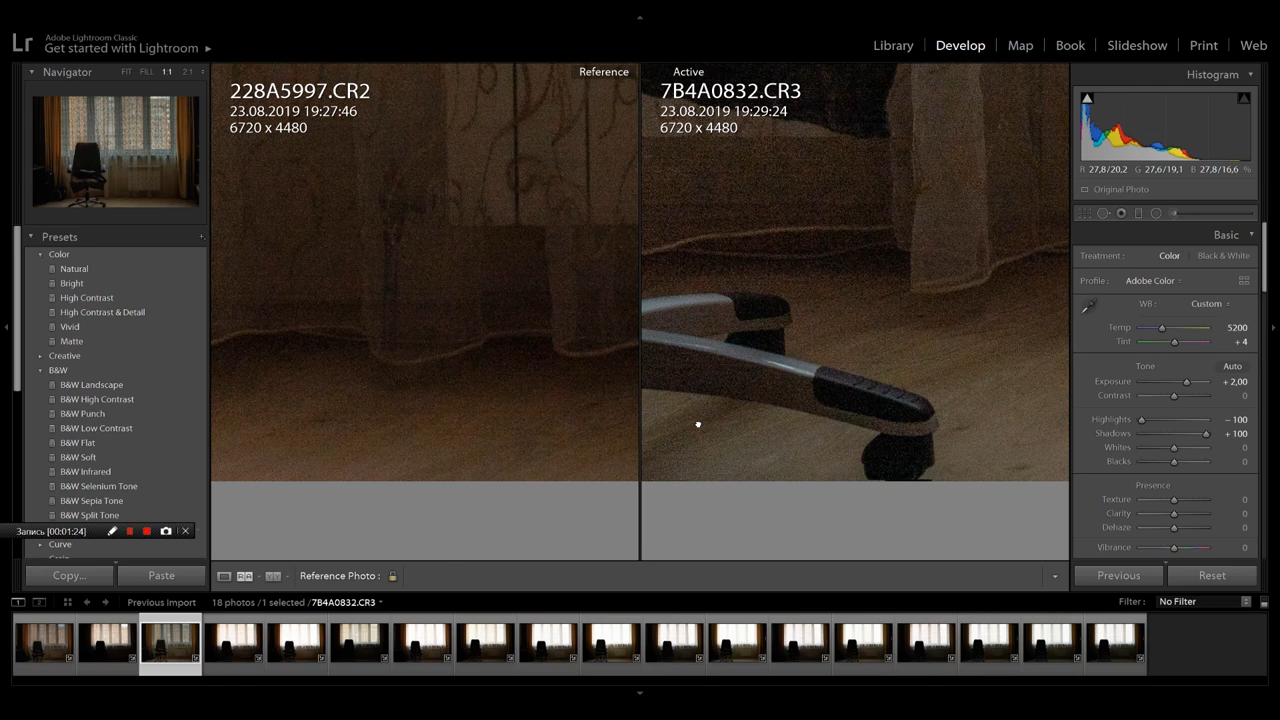 Lr
Adobe Lightroom Classic
Get started with Lightroom
Library | Develop | Map | Book | Slideshow | Print | Web
Navigator FIT FILL 1:1 2:1
Reference
228A5997.CR2
23.08.2019 19:27:46
6720 x 4480
Active
7B4A0832.CR3
23.08.2019 19:29:24
6720 x 4480
Histogram
R 27,8/20,2 G 27,6/19,1 B 27,8/16,6 %
Original Photo
Basic
Treatment : Color Black & White
Profile : Adobe Color
WB : Custom
Temp 5200
Tint + 4
Tone Auto
Exposure + 2,00
Contrast 0
Highlights – 100
Shadows + 100
Whites 0
Blacks 0
Presence
Texture 0
Clarity 0
Dehaze 0
Vibrance 0
Presets +
Color
Natural
Bright
High Contrast
High Contrast & Detail
Vivid
Matte
Creative
B&W
B&W Landscape
B&W High Contrast
B&W Punch
B&W Low Contrast
B&W Flat
B&W Soft
B&W Infrared
B&W Selenium Tone
B&W Sepia Tone
B&W Split Tone
Запись [00:01:24]
Curve
Copy... Paste
R A Y Y Reference Photo :
Previous Reset
1 2 Previous Import 18 photos /1 selected /7B4A0832.CR3
Filter : No Filter